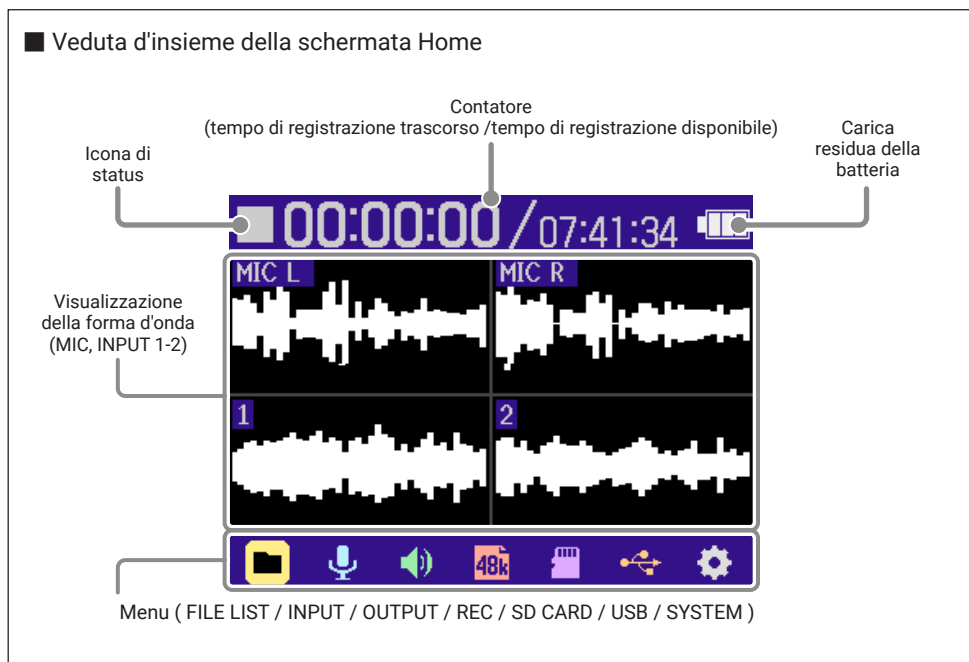 ■ Veduta d'insieme della schermata Home
Contatore
(tempo di registrazione trascorso /tempo di registrazione disponibile)
Carica
residua della
batteria
Icona di
status
00:00:00 / 07:41:34
MIC L
MIC R
Visualizzazione
della forma d'onda
(MIC, INPUT 1-2)
1
2
48k
Menu ( FILE LIST / INPUT / OUTPUT / REC / SD CARD / USB / SYSTEM )